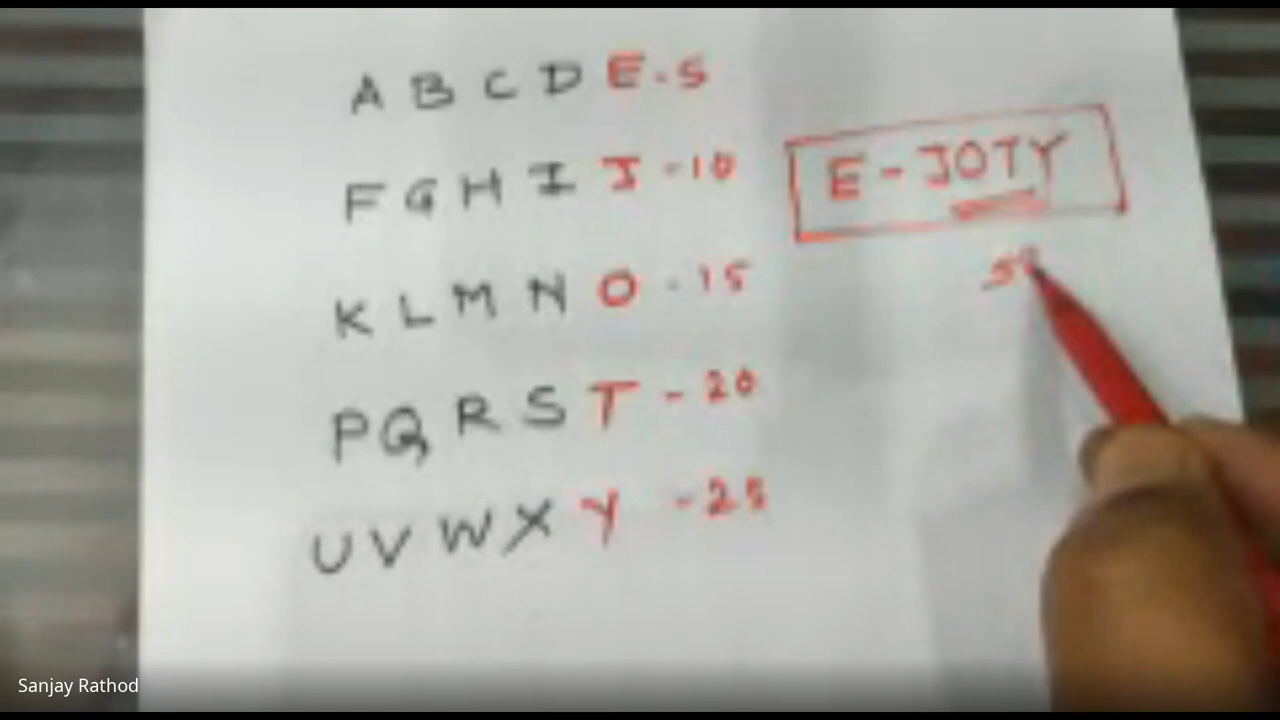 A B C D E - 5
F G H I J - 10
K L M N O - 15
P Q R S T - 20
U V W X Y - 25
E - JOTY
Sanjay Rathod